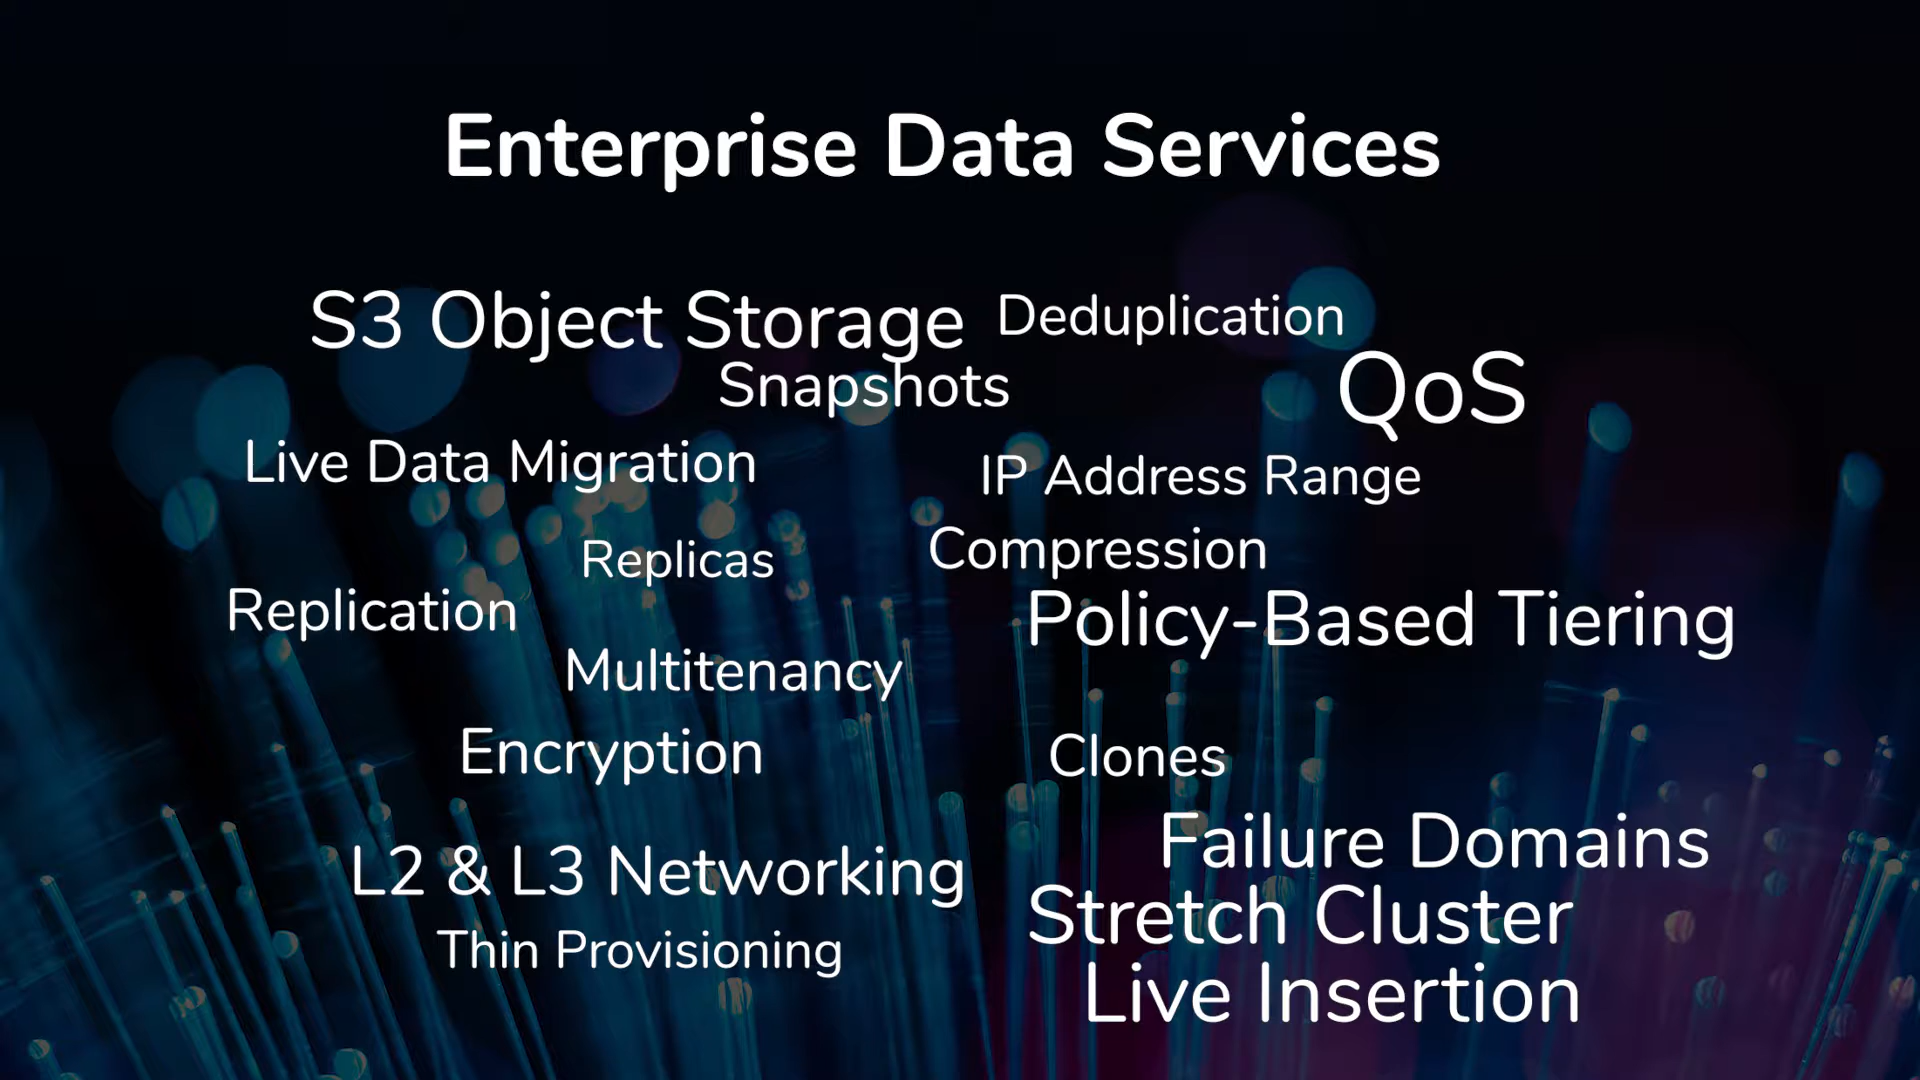 Enterprise Data Services
S3 Object Storage
Deduplication
Snapshots
QoS
Live Data Migration
IP Address Range
Replicas
Compression
Replication
Policy-Based Tiering
Multitenancy
Encryption
Clones
L2 & L3 Networking
Failure Domains
Stretch Cluster
Thin Provisioning
Live Insertion